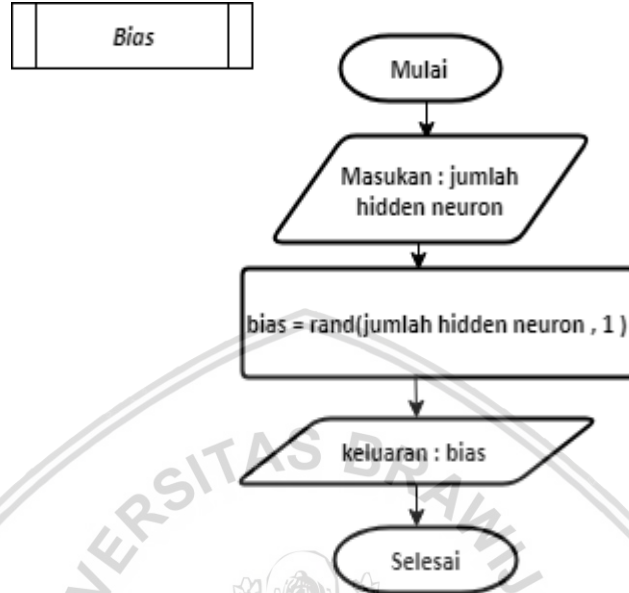 Bias
Mulai
Masukan : jumlah
hidden neuron
bias = rand(jumlah hidden neuron , 1 )
keluaran : bias
Selesai